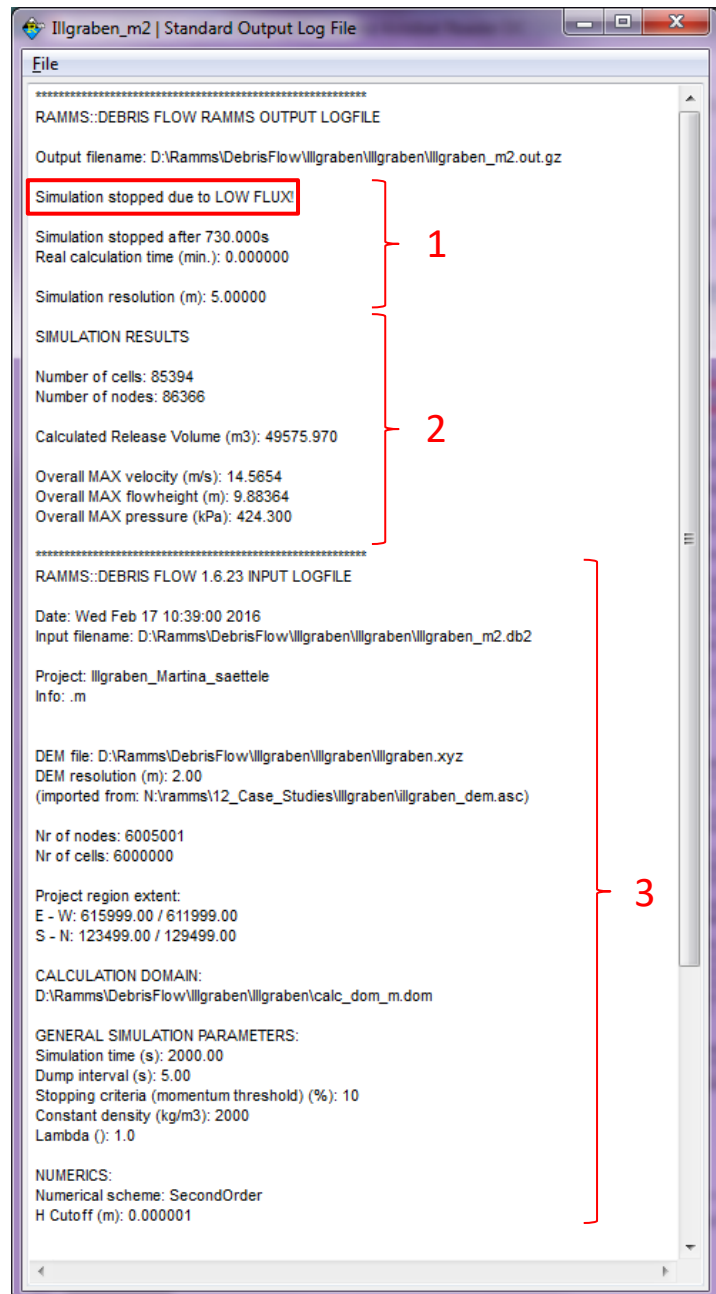 Illgraben_m2 | Standard Output Log File
File
**********************************************************
RAMMS::DEBRIS FLOW RAMMS OUTPUT LOGFILE
Output filename: D:\Ramms\DebrisFlow\Illgraben\Illgraben\Illgraben_m2.out.gz
Simulation stopped due to LOW FLUX!
Simulation stopped after 730.000s
Real calculation time (min.): 0.000000
1
Simulation resolution (m): 5.00000
SIMULATION RESULTS
Number of cells: 85394
Number of nodes: 86366
2
Calculated Release Volume (m3): 49575.970
Overall MAX velocity (m/s): 14.5654
Overall MAX flowheight (m): 9.88364
Overall MAX pressure (kPa): 424.300
**********************************************************
RAMMS::DEBRIS FLOW 1.6.23 INPUT LOGFILE
Date: Wed Feb 17 10:39:00 2016
Input filename: D:\Ramms\DebrisFlow\Illgraben\Illgraben\Illgraben_m2.db2
Project: Illgraben_Martina_saettele
Info: .m
DEM file: D:\Ramms\DebrisFlow\Illgraben\Illgraben\Illgraben.xyz
DEM resolution (m): 2.00
(imported from: N:\ramms\12_Case_Studies\Illgraben\illgraben_dem.asc)
Nr of nodes: 6005001
Nr of cells: 6000000
Project region extent:
3
E - W: 615999.00 / 611999.00
S - N: 123499.00 / 129499.00
CALCULATION DOMAIN:
D:\Ramms\DebrisFlow\Illgraben\Illgraben\calc_dom_m.dom
GENERAL SIMULATION PARAMETERS:
Simulation time (s): 2000.00
Dump interval (s): 5.00
Stopping criteria (momentum threshold) (%): 10
Constant density (kg/m3): 2000
Lambda (): 1.0
NUMERICS:
Numerical scheme: SecondOrder
H Cutoff (m): 0.000001